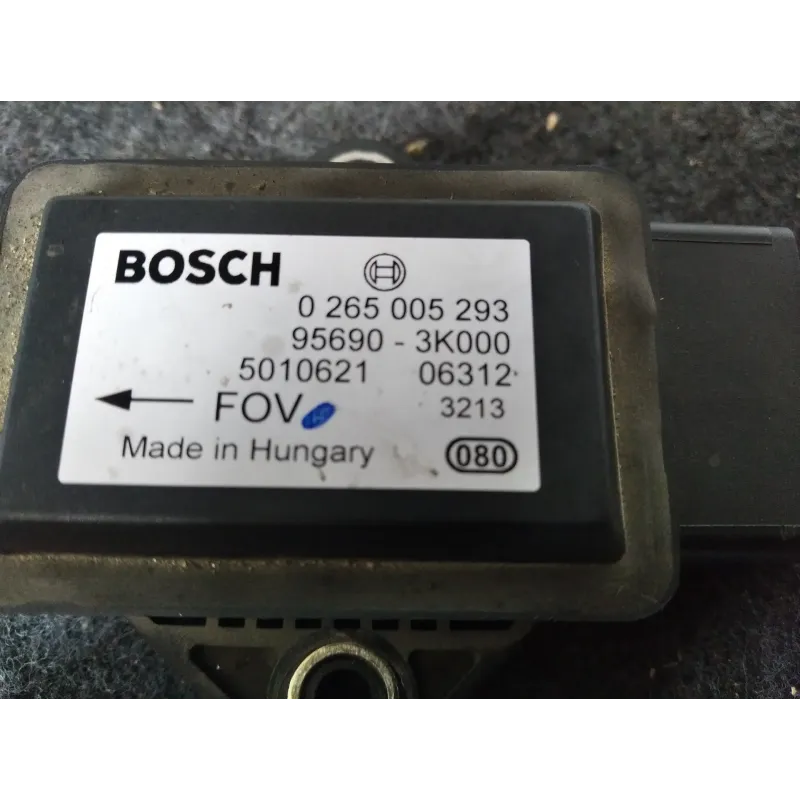 BOSCH
0 265 005 293
95690 - 3K000
5010621 06312
FOV 3213
Made in Hungary 080